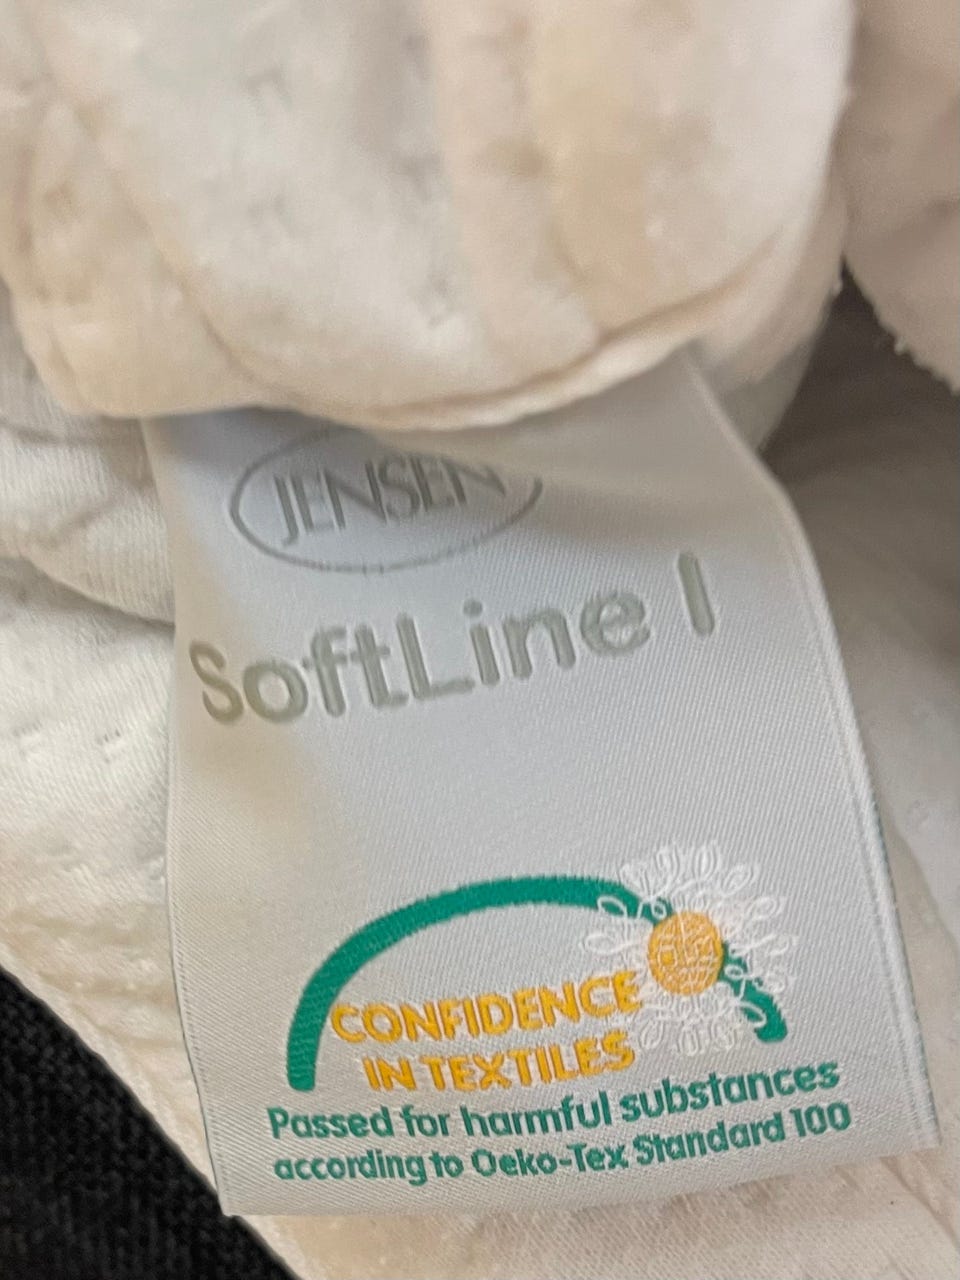 JENSEN
SoftLine I
CONFIDENCE
IN TEXTILES
Passed for harmful substances
according to Oeko-Tex Standard 100